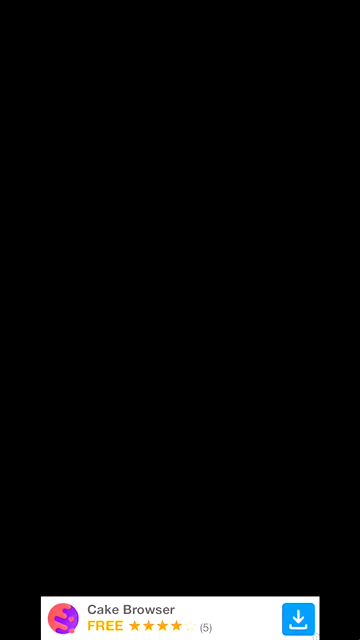 Cake Browser
FREE ★★★★☆ (5)